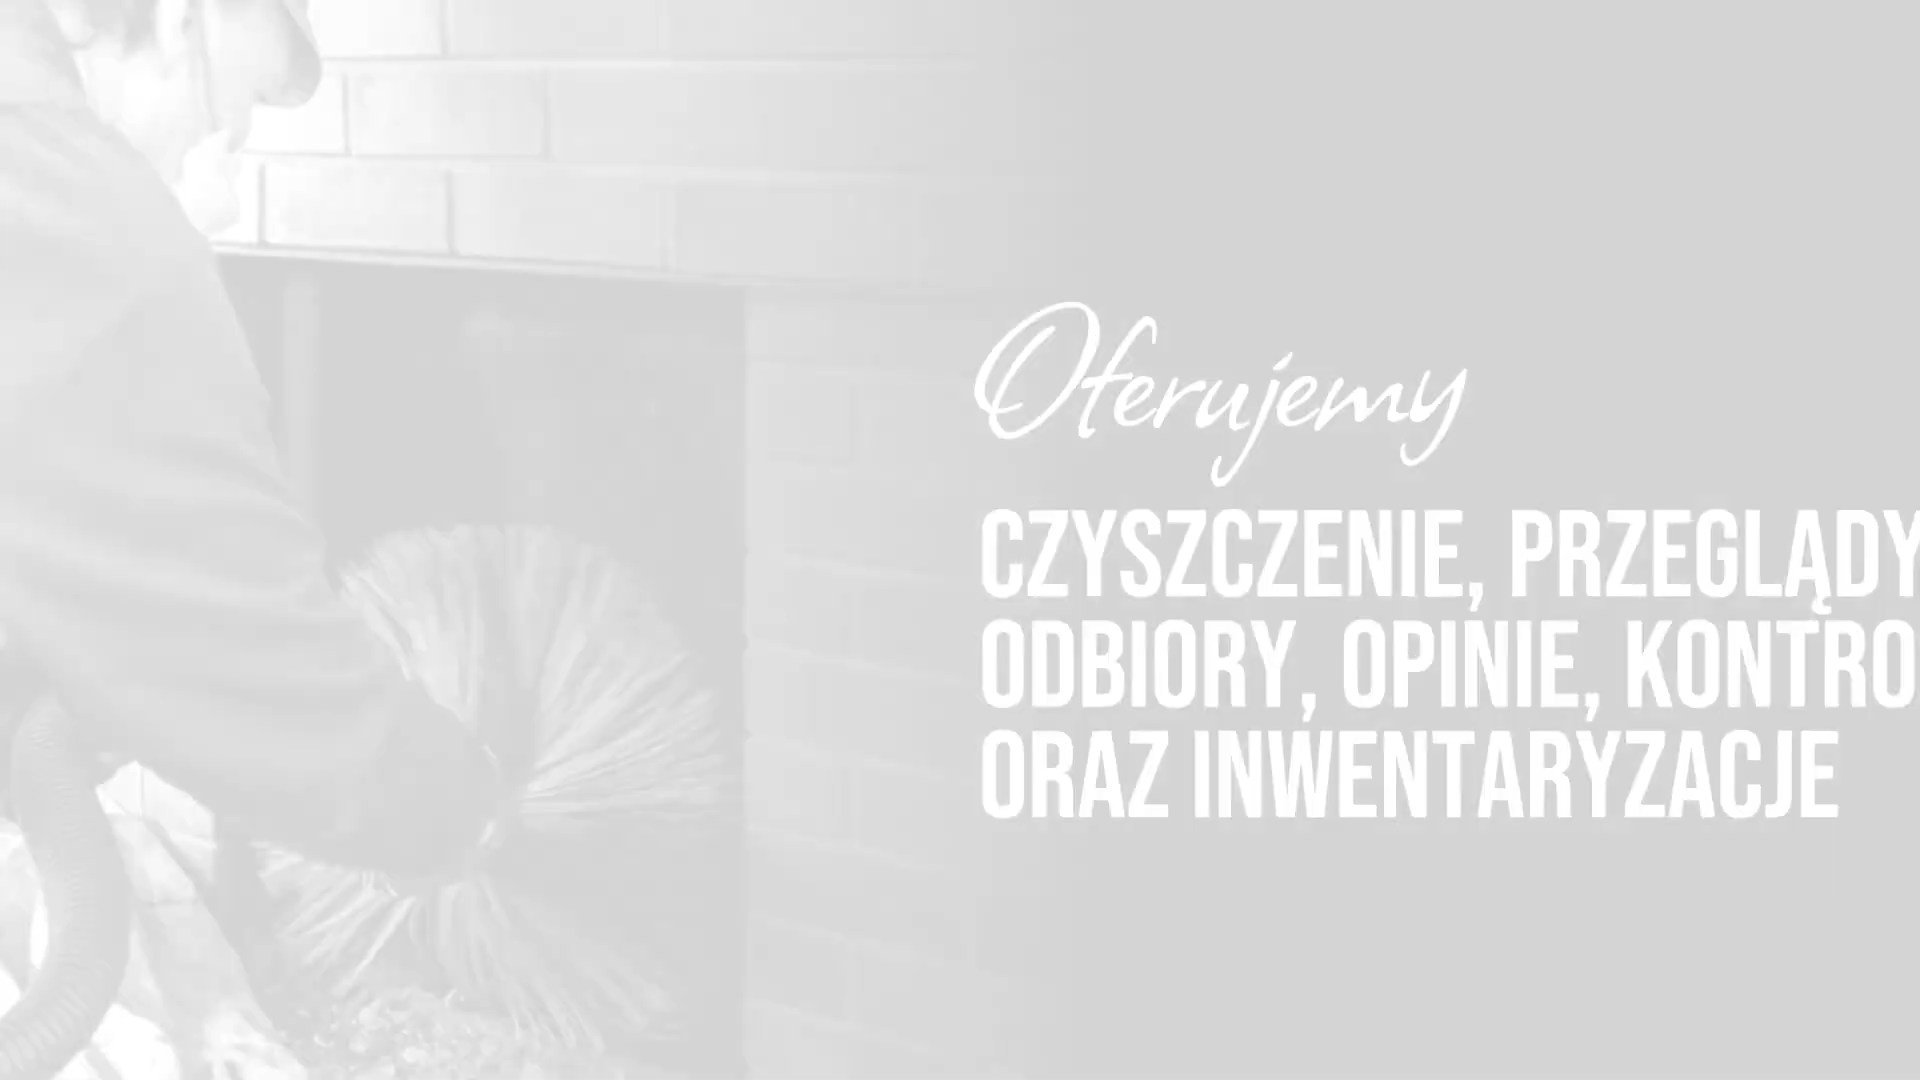 Oferujemy
CZYSZCZENIE, PRZEGLĄDY
ODBIORY, OPINIE, KONTRO
ORAZ INWENTARYZACJE